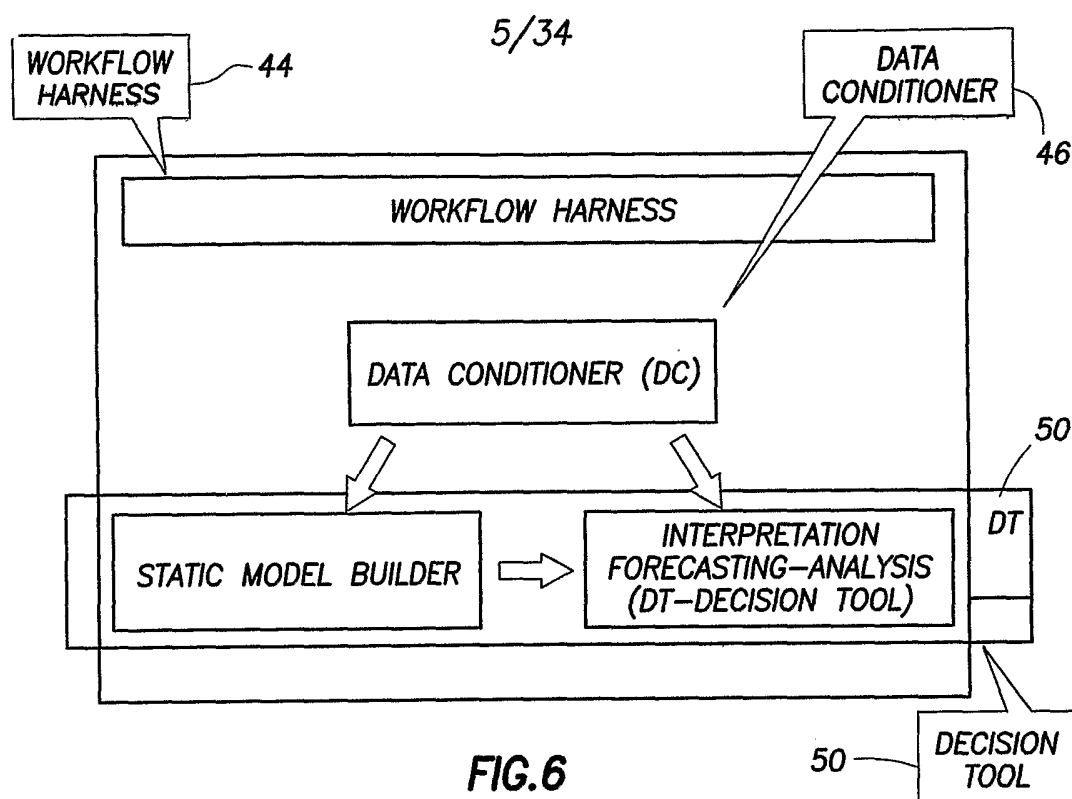 5/34
WORKFLOW
HARNESS
44
DATA
CONDITIONER
46
WORKFLOW HARNESS
DATA CONDITIONER (DC)
50
DT
STATIC MODEL BUILDER
INTERPRETATION
FORECASTING-ANALYSIS
(DT-DECISION TOOL)
50
DECISION
TOOL
FIG.6